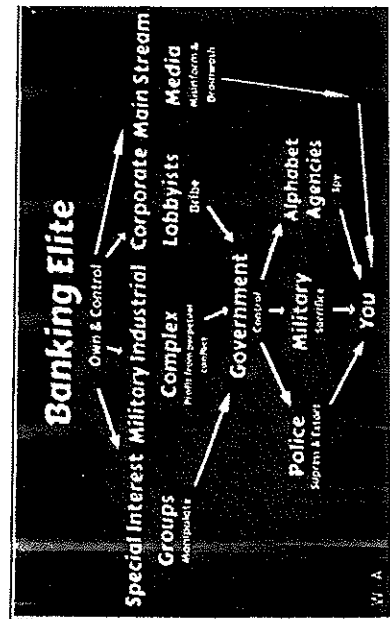 Banking Elite
Own & Control
Special Interest Military Industrial Corporate Main Stream
Groups Complex Lobbyists Media
Manipulate Profit from perpetual Bribe Misinform &
conflict Brainwash
Government
Control
Police Military Alphabet
Supress & Extort Sacrifice Agencies
Spy
You